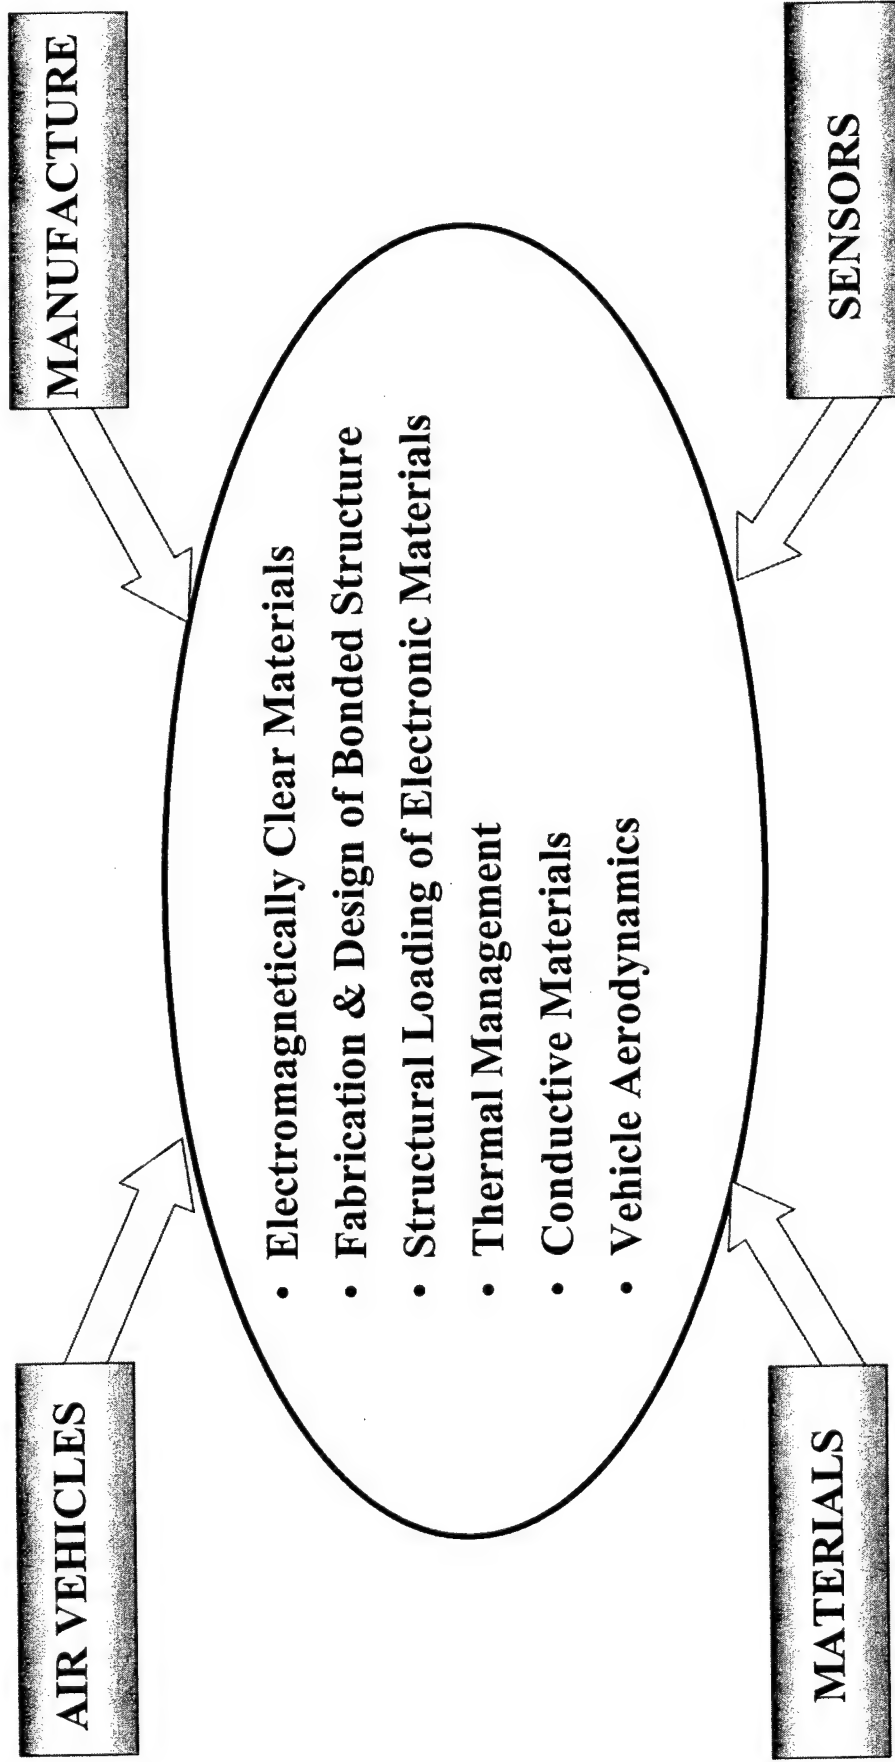 AIR VEHICLES
MANUFACTURE
• Electromagnetically Clear Materials
• Fabrication & Design of Bonded Structure
• Structural Loading of Electronic Materials
• Thermal Management
• Conductive Materials
• Vehicle Aerodynamics
MATERIALS
SENSORS